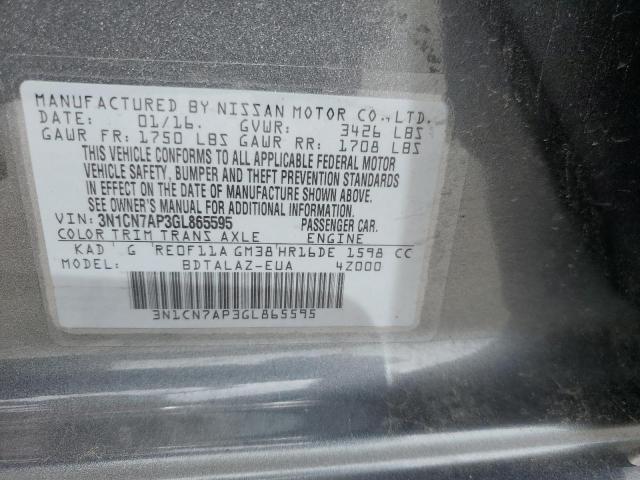 MANUFACTURED BY NISSAN MOTOR CO.,LTD.
DATE: 01/16. GVWR: 3426 LBS
GAWR FR: 1750 LBS GAWR RR: 1708 LBS
THIS VEHICLE CONFORMS TO ALL APPLICABLE FEDERAL MOTOR
VEHICLE SAFETY, BUMPER AND THEFT PREVENTION STANDARDS
IN EFFECT ON THE DATE OF MANUFACTURE SHOWN ABOVE.
SEE OWNER'S MANUAL FOR ADDITIONAL INFORMATION.
VIN: 3N1CN7AP3GL865595 PASSENGER CAR.
COLOR TRIM TRANS AXLE ENGINE
KAD G RE0F11A GM38 HR16DE 1598 CC
MODEL: BDTALAZ-EUA 4Z000
3N1CN7AP3GL865595